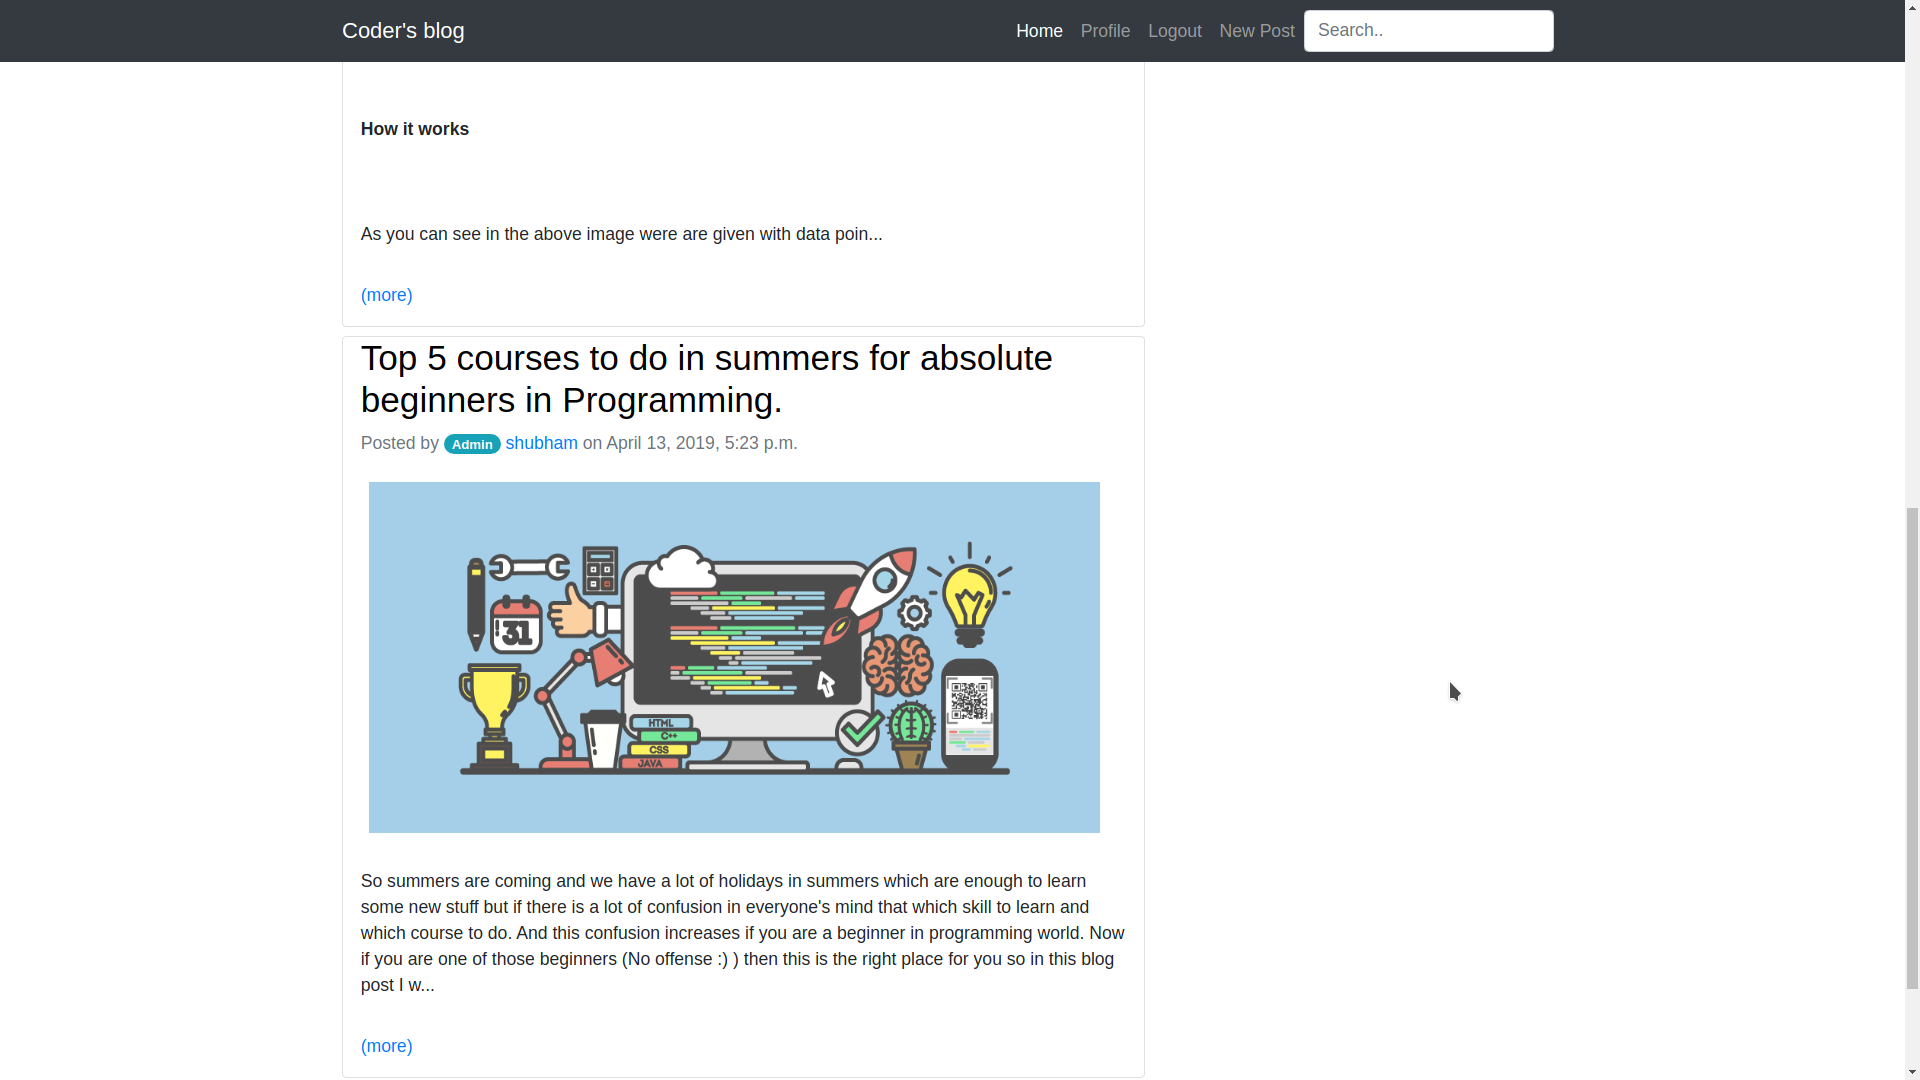 Coder's blog
Home Profile Logout New Post Search..
How it works
As you can see in the above image were are given with data poin...
(more)
Top 5 courses to do in summers for absolute
beginners in Programming.
Posted by Admin shubham on April 13, 2019, 5:23 p.m.
31
HTML
C++
CSS
JAVA
So summers are coming and we have a lot of holidays in summers which are enough to learn
some new stuff but if there is a lot of confusion in everyone's mind that which skill to learn and
which course to do. And this confusion increases if you are a beginner in programming world. Now
if you are one of those beginners (No offense :) ) then this is the right place for you so in this blog
post I w...
(more)